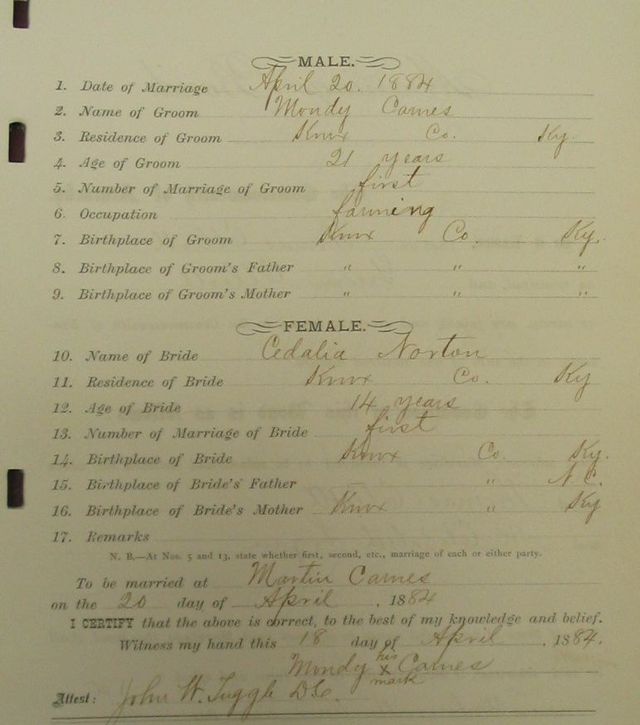 MALE.
1. Date of Marriage April 20. 1884
2. Name of Groom Mondy Carnes
3. Residence of Groom Knox Co. Ky.
4. Age of Groom 21 years
5. Number of Marriage of Groom first
6. Occupation farming
7. Birthplace of Groom Knox Co. Ky.
8. Birthplace of Groom's Father " " "
9. Birthplace of Groom's Mother " " "
FEMALE.
10. Name of Bride Cedalia Norton
11. Residence of Bride Knox Co. Ky
12. Age of Bride 14 years
13. Number of Marriage of Bride first
14. Birthplace of Bride Knox Co. Ky.
15. Birthplace of Bride's Father " N.C.
16. Birthplace of Bride's Mother Knox " Ky
17. Remarks
N. B.—At Nos. 5 and 13, state whether first, second, etc., marriage of each or either party.
To be married at Martin Carnes
on the 20 day of April , 1884
I CERTIFY that the above is correct, to the best of my knowledge and belief.
Witness my hand this 18 day of April , 1884.
Mondy his x mark Carnes
Attest: John W. Tuggle D.C.